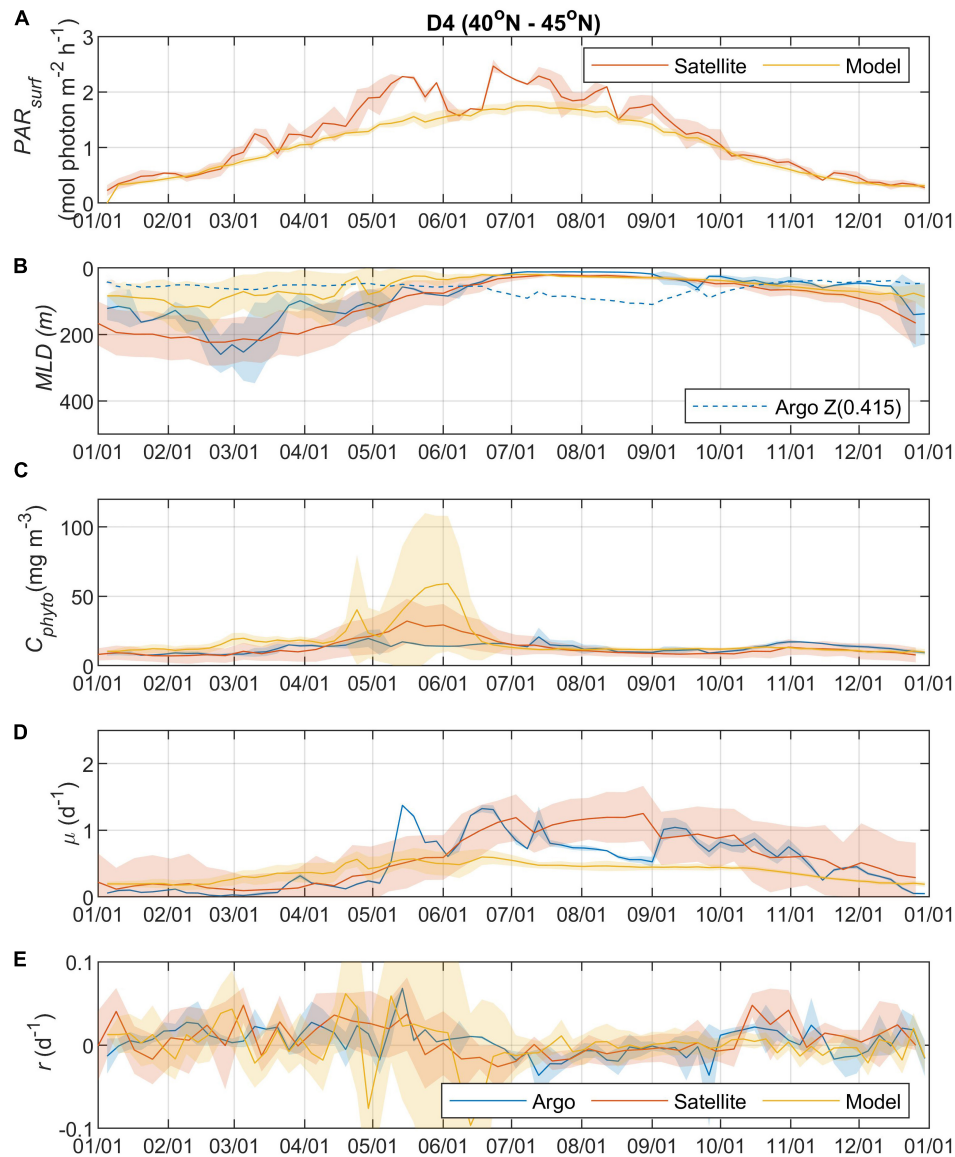 A
D4 (40°N - 45°N)
PAR_surf
(mol photon m⁻² h⁻¹)
3
2
1
0
Satellite
Model
01/01 02/01 03/01 04/01 05/01 06/01 07/01 08/01 09/01 10/01 11/01 12/01 01/01
B
MLD (m)
0
200
400
Argo Z(0.415)
01/01 02/01 03/01 04/01 05/01 06/01 07/01 08/01 09/01 10/01 11/01 12/01 01/01
C
C_phyto (mg m⁻³)
100
50
0
01/01 02/01 03/01 04/01 05/01 06/01 07/01 08/01 09/01 10/01 11/01 12/01 01/01
D
μ (d⁻¹)
2
1
0
01/01 02/01 03/01 04/01 05/01 06/01 07/01 08/01 09/01 10/01 11/01 12/01 01/01
E
r (d⁻¹)
0.1
0
-0.1
Argo
Satellite
Model
01/01 02/01 03/01 04/01 05/01 06/01 07/01 08/01 09/01 10/01 11/01 12/01 01/01